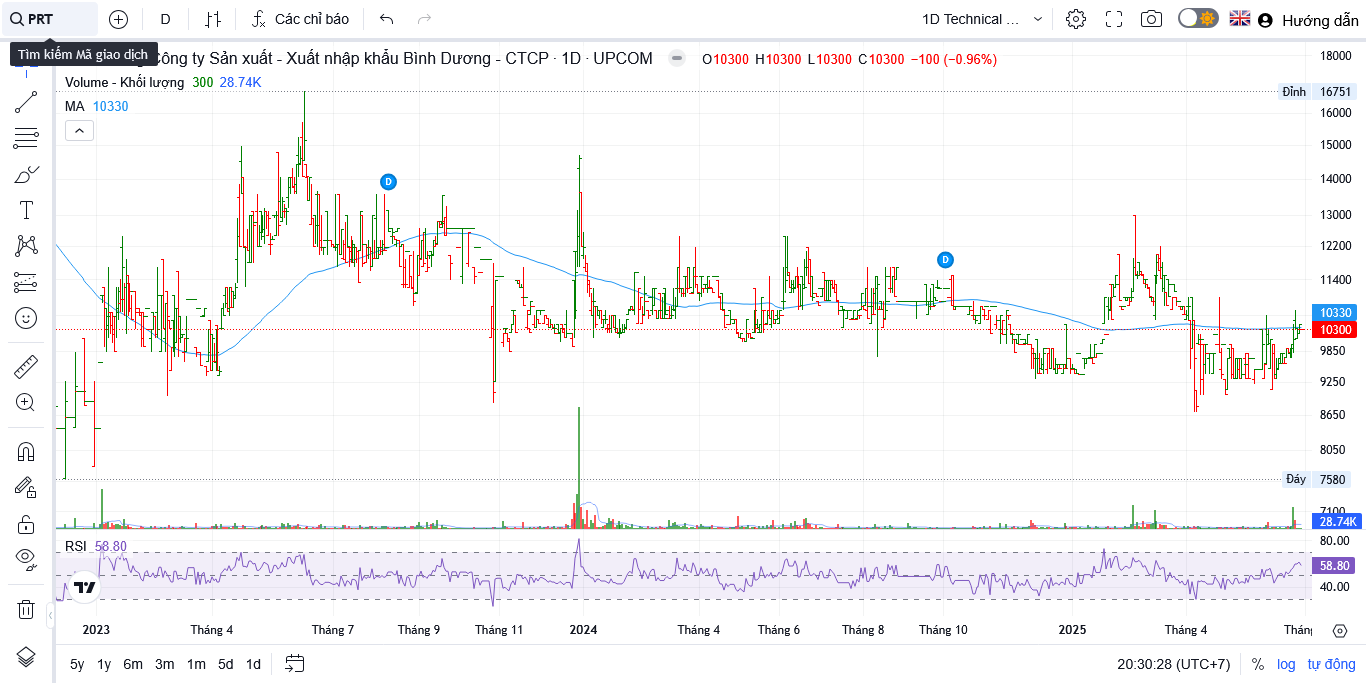 PRT
D
Các chỉ báo
1D Technical ...
Hướng dẫn
Tìm kiếm Mã giao dịch
Công ty Sản xuất - Xuất nhập khẩu Bình Dương - CTCP · 1D · UPCOM
O10300 H10300 L10300 C10300 −100 (−0.96%)
Volume - Khối lượng 300 28.74K
MA 10330
18000
Đỉnh 16751
16000
15000
14000
13000
12200
11400
10330
10300
9850
9250
8650
8050
Đáy 7580
7100
28.74K
D
D
RSI 58.80
80.00
58.80
40.00
2023 Tháng 4 Tháng 7 Tháng 9 Tháng 11 2024 Tháng 4 Tháng 6 Tháng 8 Tháng 10 2025 Tháng 4
5y 1y 6m 3m 1m 5d 1d
20:30:28 (UTC+7) % log tự động